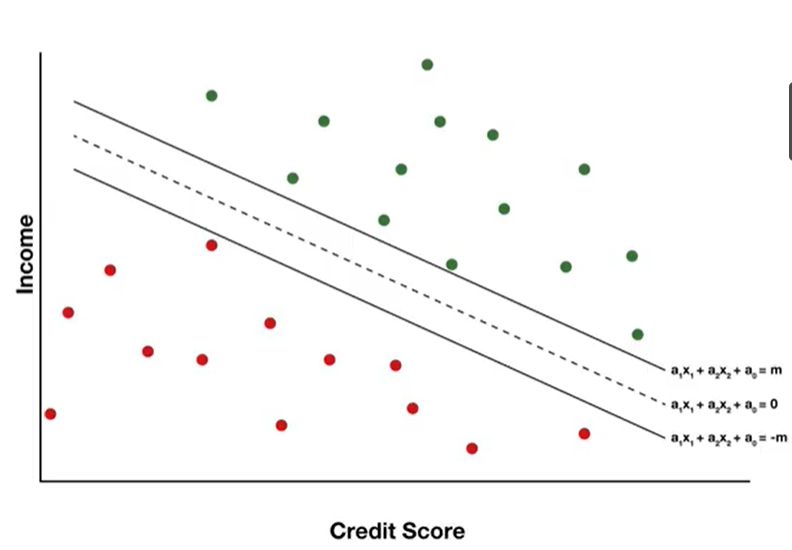 Income
a₁x₁ + a₂x₂ + a₀ = m
a₁x₁ + a₂x₂ + a₀ = 0
a₁x₁ + a₂x₂ + a₀ = -m
Credit Score